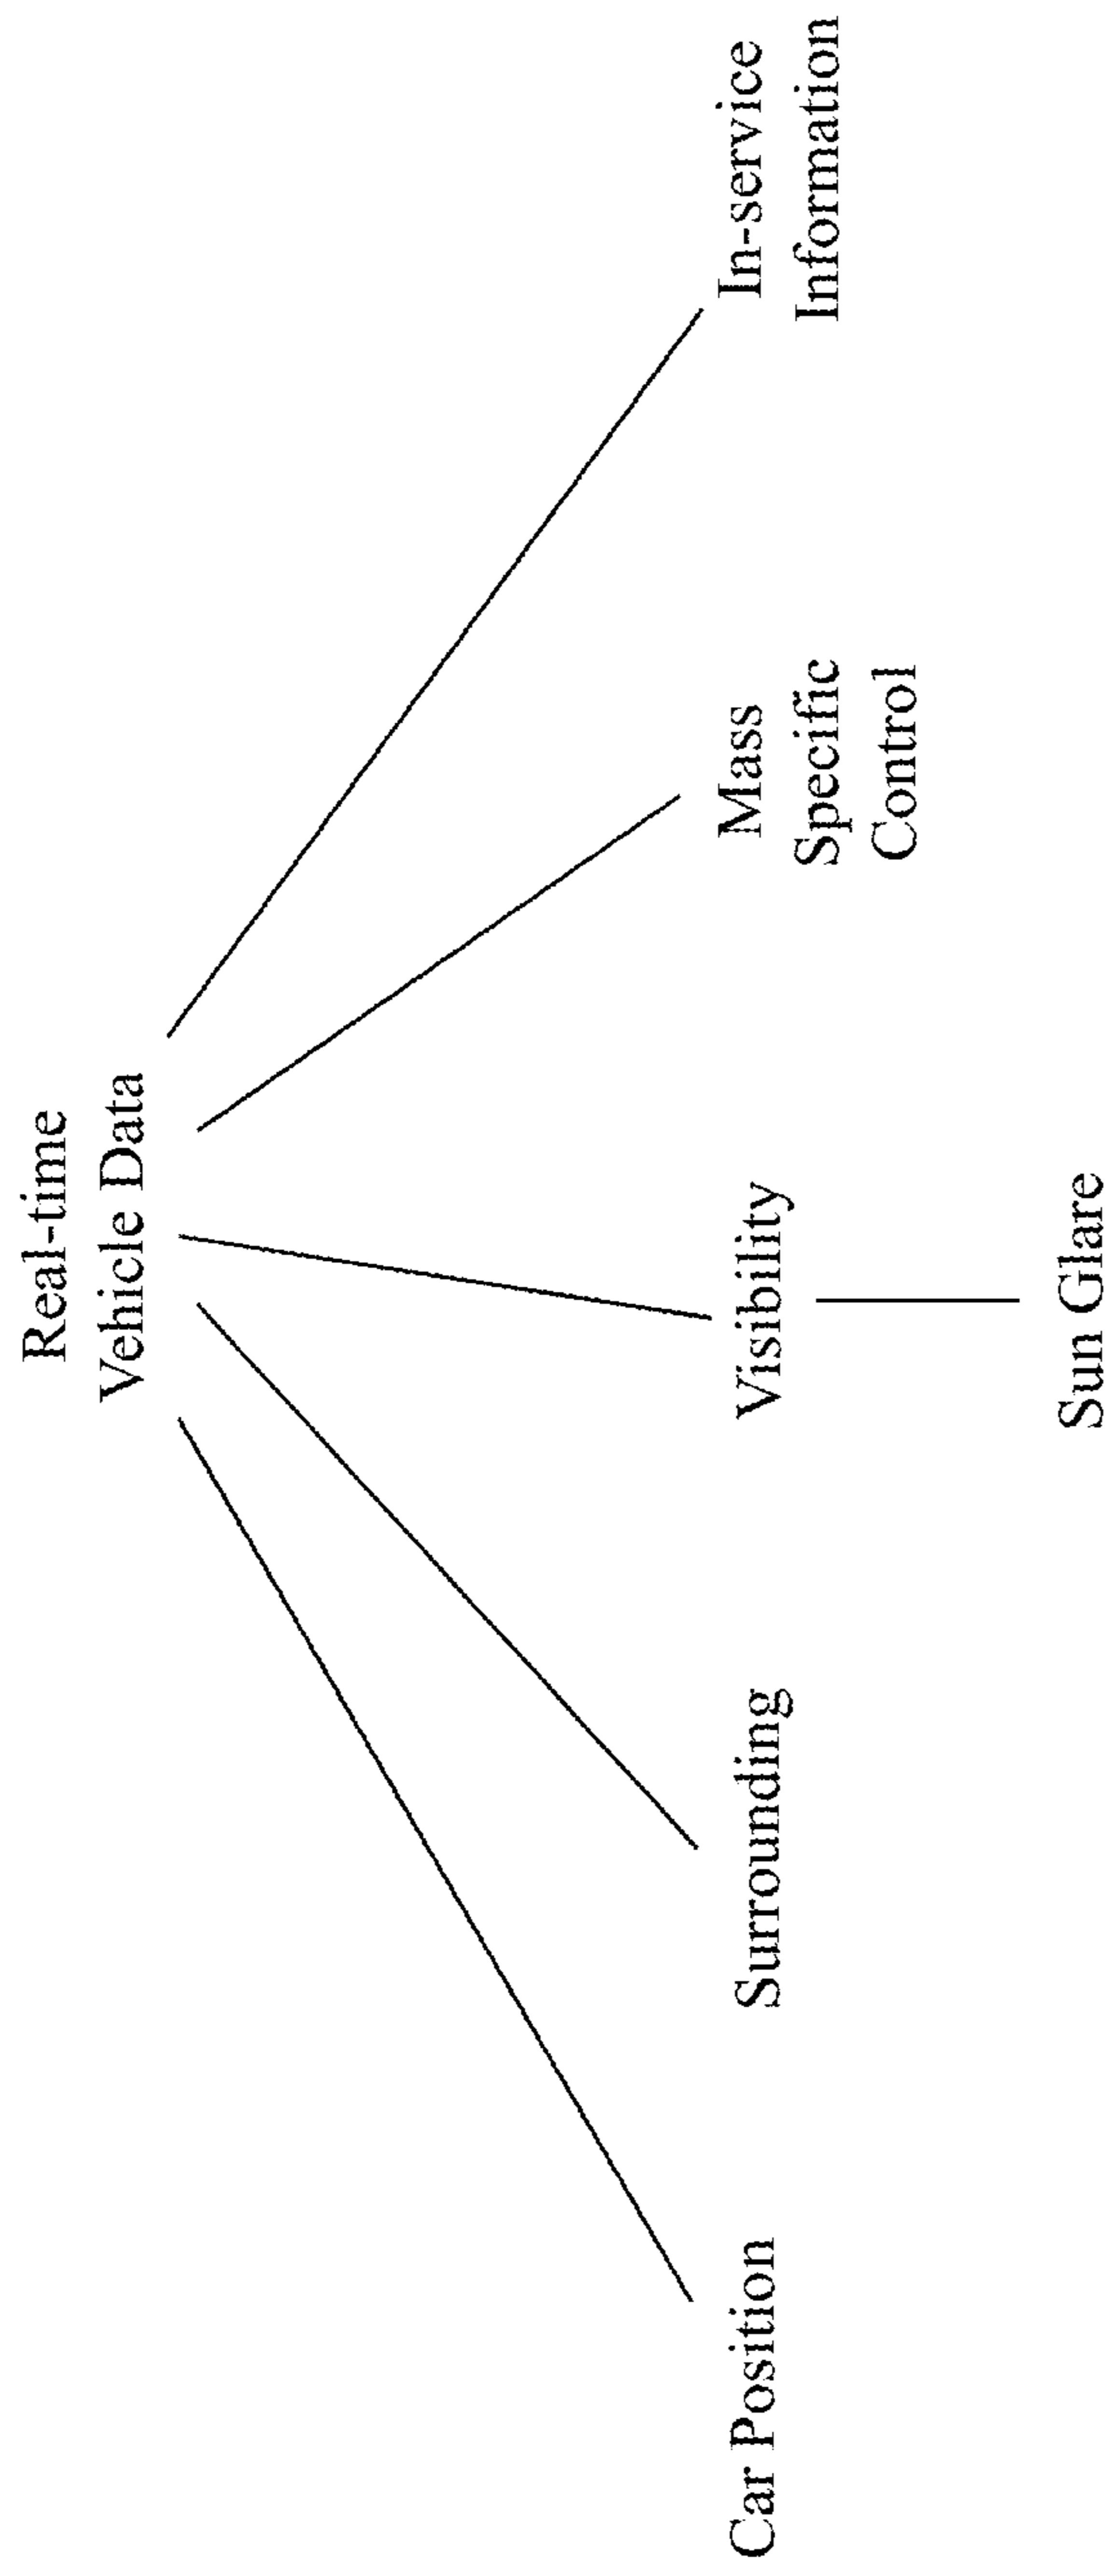 Real-time
Vehicle Data
Car Position
Surrounding
Visibility
Mass
Specific
Control
In-service
Information
Sun Glare